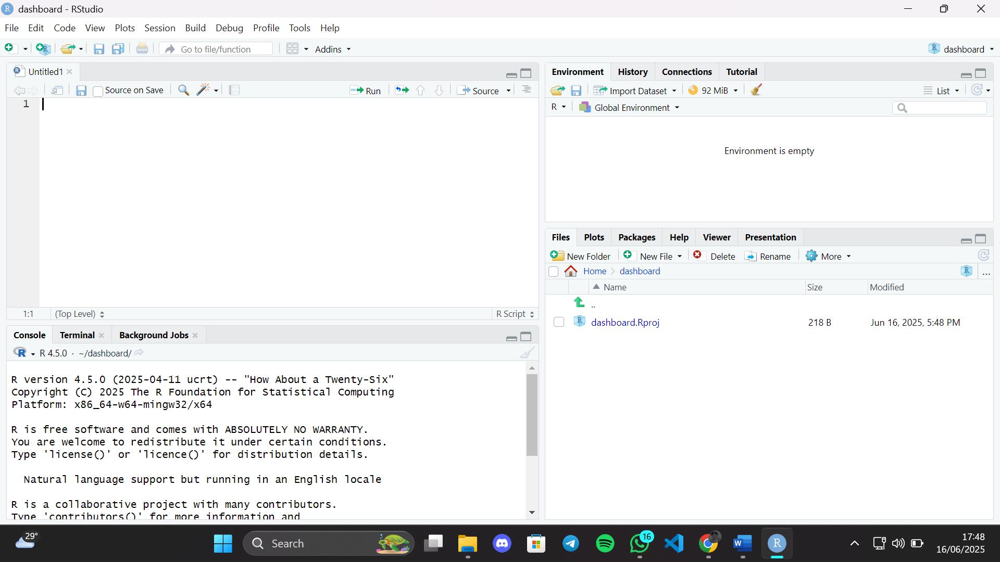 dashboard - RStudio
File Edit Code View Plots Session Build Debug Profile Tools Help
Go to file/function Addins dashboard
Untitled1
Source on Save Run Source
1
1:1 (Top Level) R Script
Console Terminal Background Jobs
R 4.5.0 · ~/dashboard/
R version 4.5.0 (2025-04-11 ucrt) -- "How About a Twenty-Six"
Copyright (C) 2025 The R Foundation for Statistical Computing
Platform: x86_64-w64-mingw32/x64
R is free software and comes with ABSOLUTELY NO WARRANTY.
You are welcome to redistribute it under certain conditions.
Type 'license()' or 'licence()' for distribution details.
Natural language support but running in an English locale
R is a collaborative project with many contributors.
Type 'contributors()' for more information and
Environment History Connections Tutorial
Import Dataset 92 MiB List
R Global Environment
Environment is empty
Files Plots Packages Help Viewer Presentation
New Folder New File Delete Rename More
Home dashboard ...
Name Size Modified
..
dashboard.Rproj 218 B Jun 16, 2025, 5:48 PM
29°
Search
16
17:48
16/06/2025